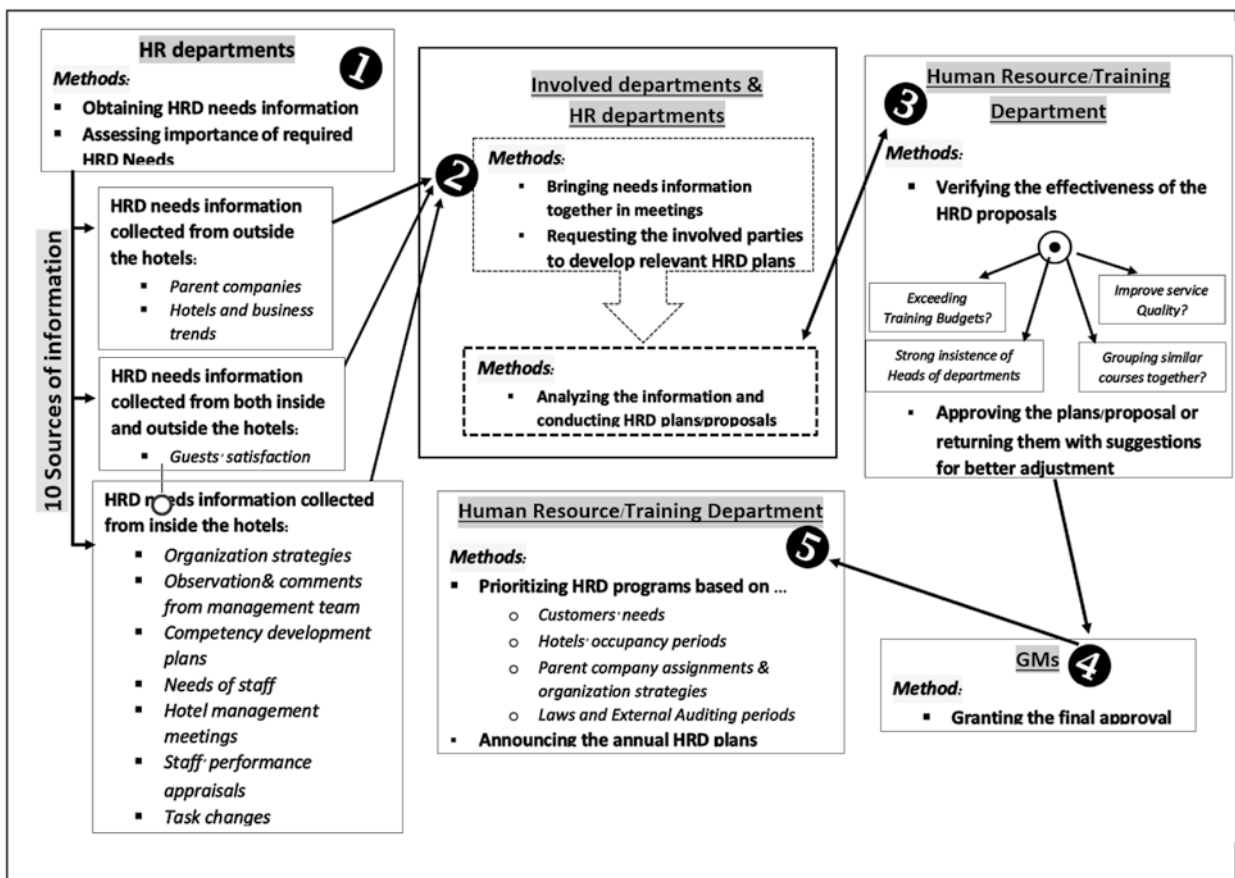 HR departments
1
Methods:
▪ Obtaining HRD needs information
▪ Assessing importance of required
HRD Needs
10 Sources of information
HRD needs information
collected from outside
the hotels:
▪ Parent companies
▪ Hotels and business
trends
HRD needs information
collected from both inside
and outside the hotels:
▪ Guests' satisfaction
HRD needs information collected
from inside the hotels:
▪ Organization strategies
▪ Observation& comments
from management team
▪ Competency development
plans
▪ Needs of staff
▪ Hotel management
meetings
▪ Staff' performance
appraisals
▪ Task changes
Involved departments &
HR departments
2
Methods:
▪ Bringing needs information
together in meetings
▪ Requesting the involved parties
to develop relevant HRD plans
Methods:
▪ Analyzing the information and
conducting HRD plans/proposals
Human Resource/Training
Department
3
Methods:
▪ Verifying the effectiveness of the
HRD proposals
Exceeding
Training Budgets?
Improve service
Quality?
Strong insistence of
Heads of departments
Grouping similar
courses together?
▪ Approving the plans/proposal or
returning them with suggestions
for better adjustment
GMs
4
Method:
▪ Granting the final approval
Human Resource/Training Department
5
Methods:
▪ Prioritizing HRD programs based on ...
o Customers' needs
o Hotels' occupancy periods
o Parent company assignments &
organization strategies
o Laws and External Auditing periods
▪ Announcing the annual HRD plans